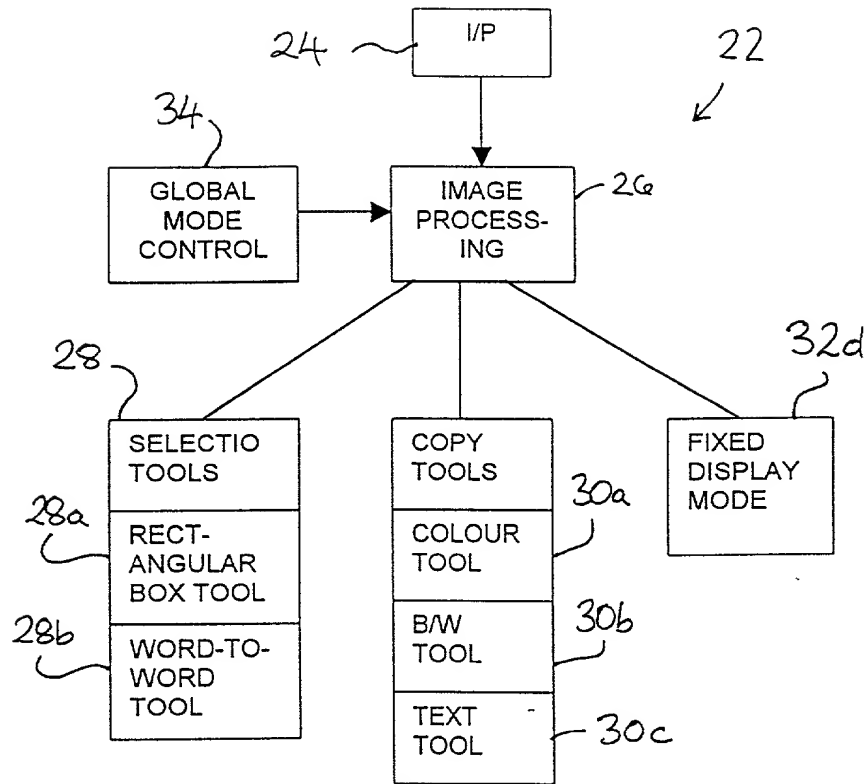 24
I/P
22
34
GLOBAL
MODE
CONTROL
IMAGE
PROCESS-
ING
26
28
SELECTIO
TOOLS
28a
RECT-
ANGULAR
BOX TOOL
28b
WORD-TO-
WORD
TOOL
COPY
TOOLS
30a
COLOUR
TOOL
B/W
TOOL
30b
TEXT
TOOL
30c
32d
FIXED
DISPLAY
MODE